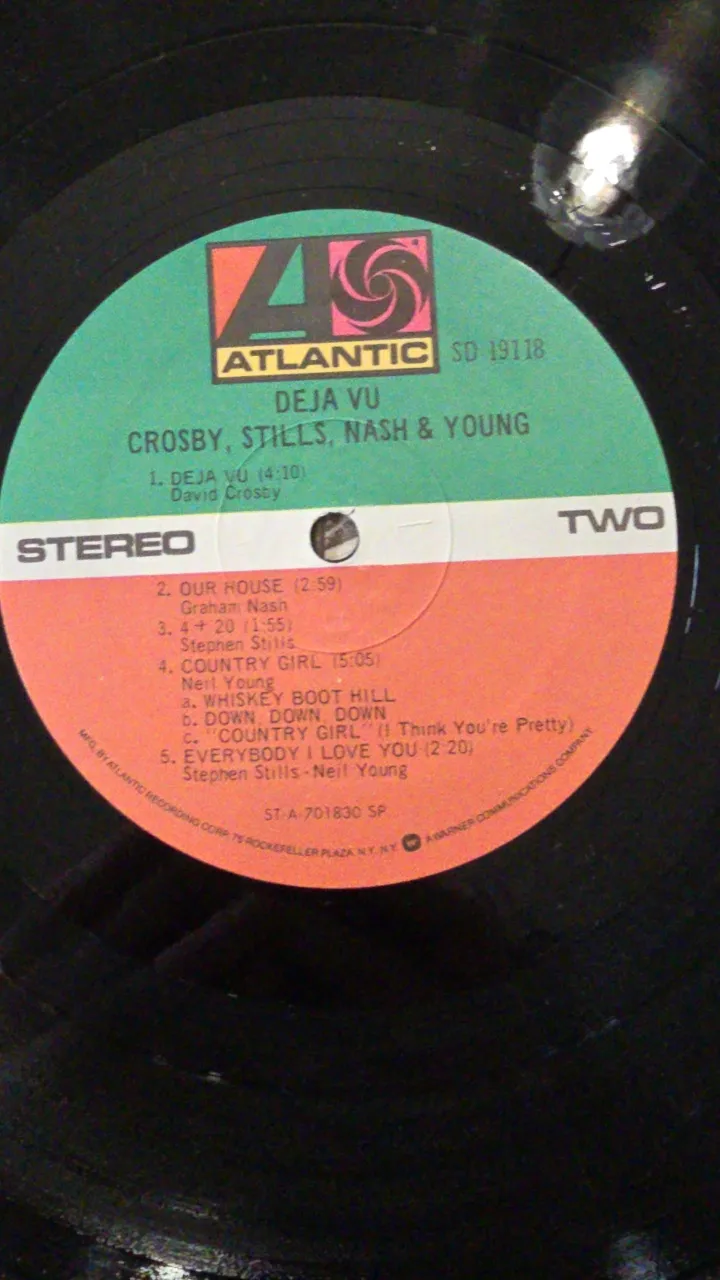 ATLANTIC
SD 19118
DEJA VU
CROSBY, STILLS, NASH & YOUNG
1. DEJA VU (4:10)
David Crosby
STEREO
TWO
2. OUR HOUSE (2:59)
Graham Nash
3. 4 + 20 (1:55)
Stephen Stills
4. COUNTRY GIRL (5:05)
Neil Young
a. WHISKEY BOOT HILL
b. DOWN, DOWN, DOWN
c. "COUNTRY GIRL" (I Think You're Pretty)
5. EVERYBODY I LOVE YOU (2:20)
Stephen Stills-Neil Young
ST-A-701830 SP
MFG. BY ATLANTIC RECORDING CORP. 75 ROCKEFELLER PLAZA, N.Y., N.Y. A WARNER COMMUNICATIONS COMPANY